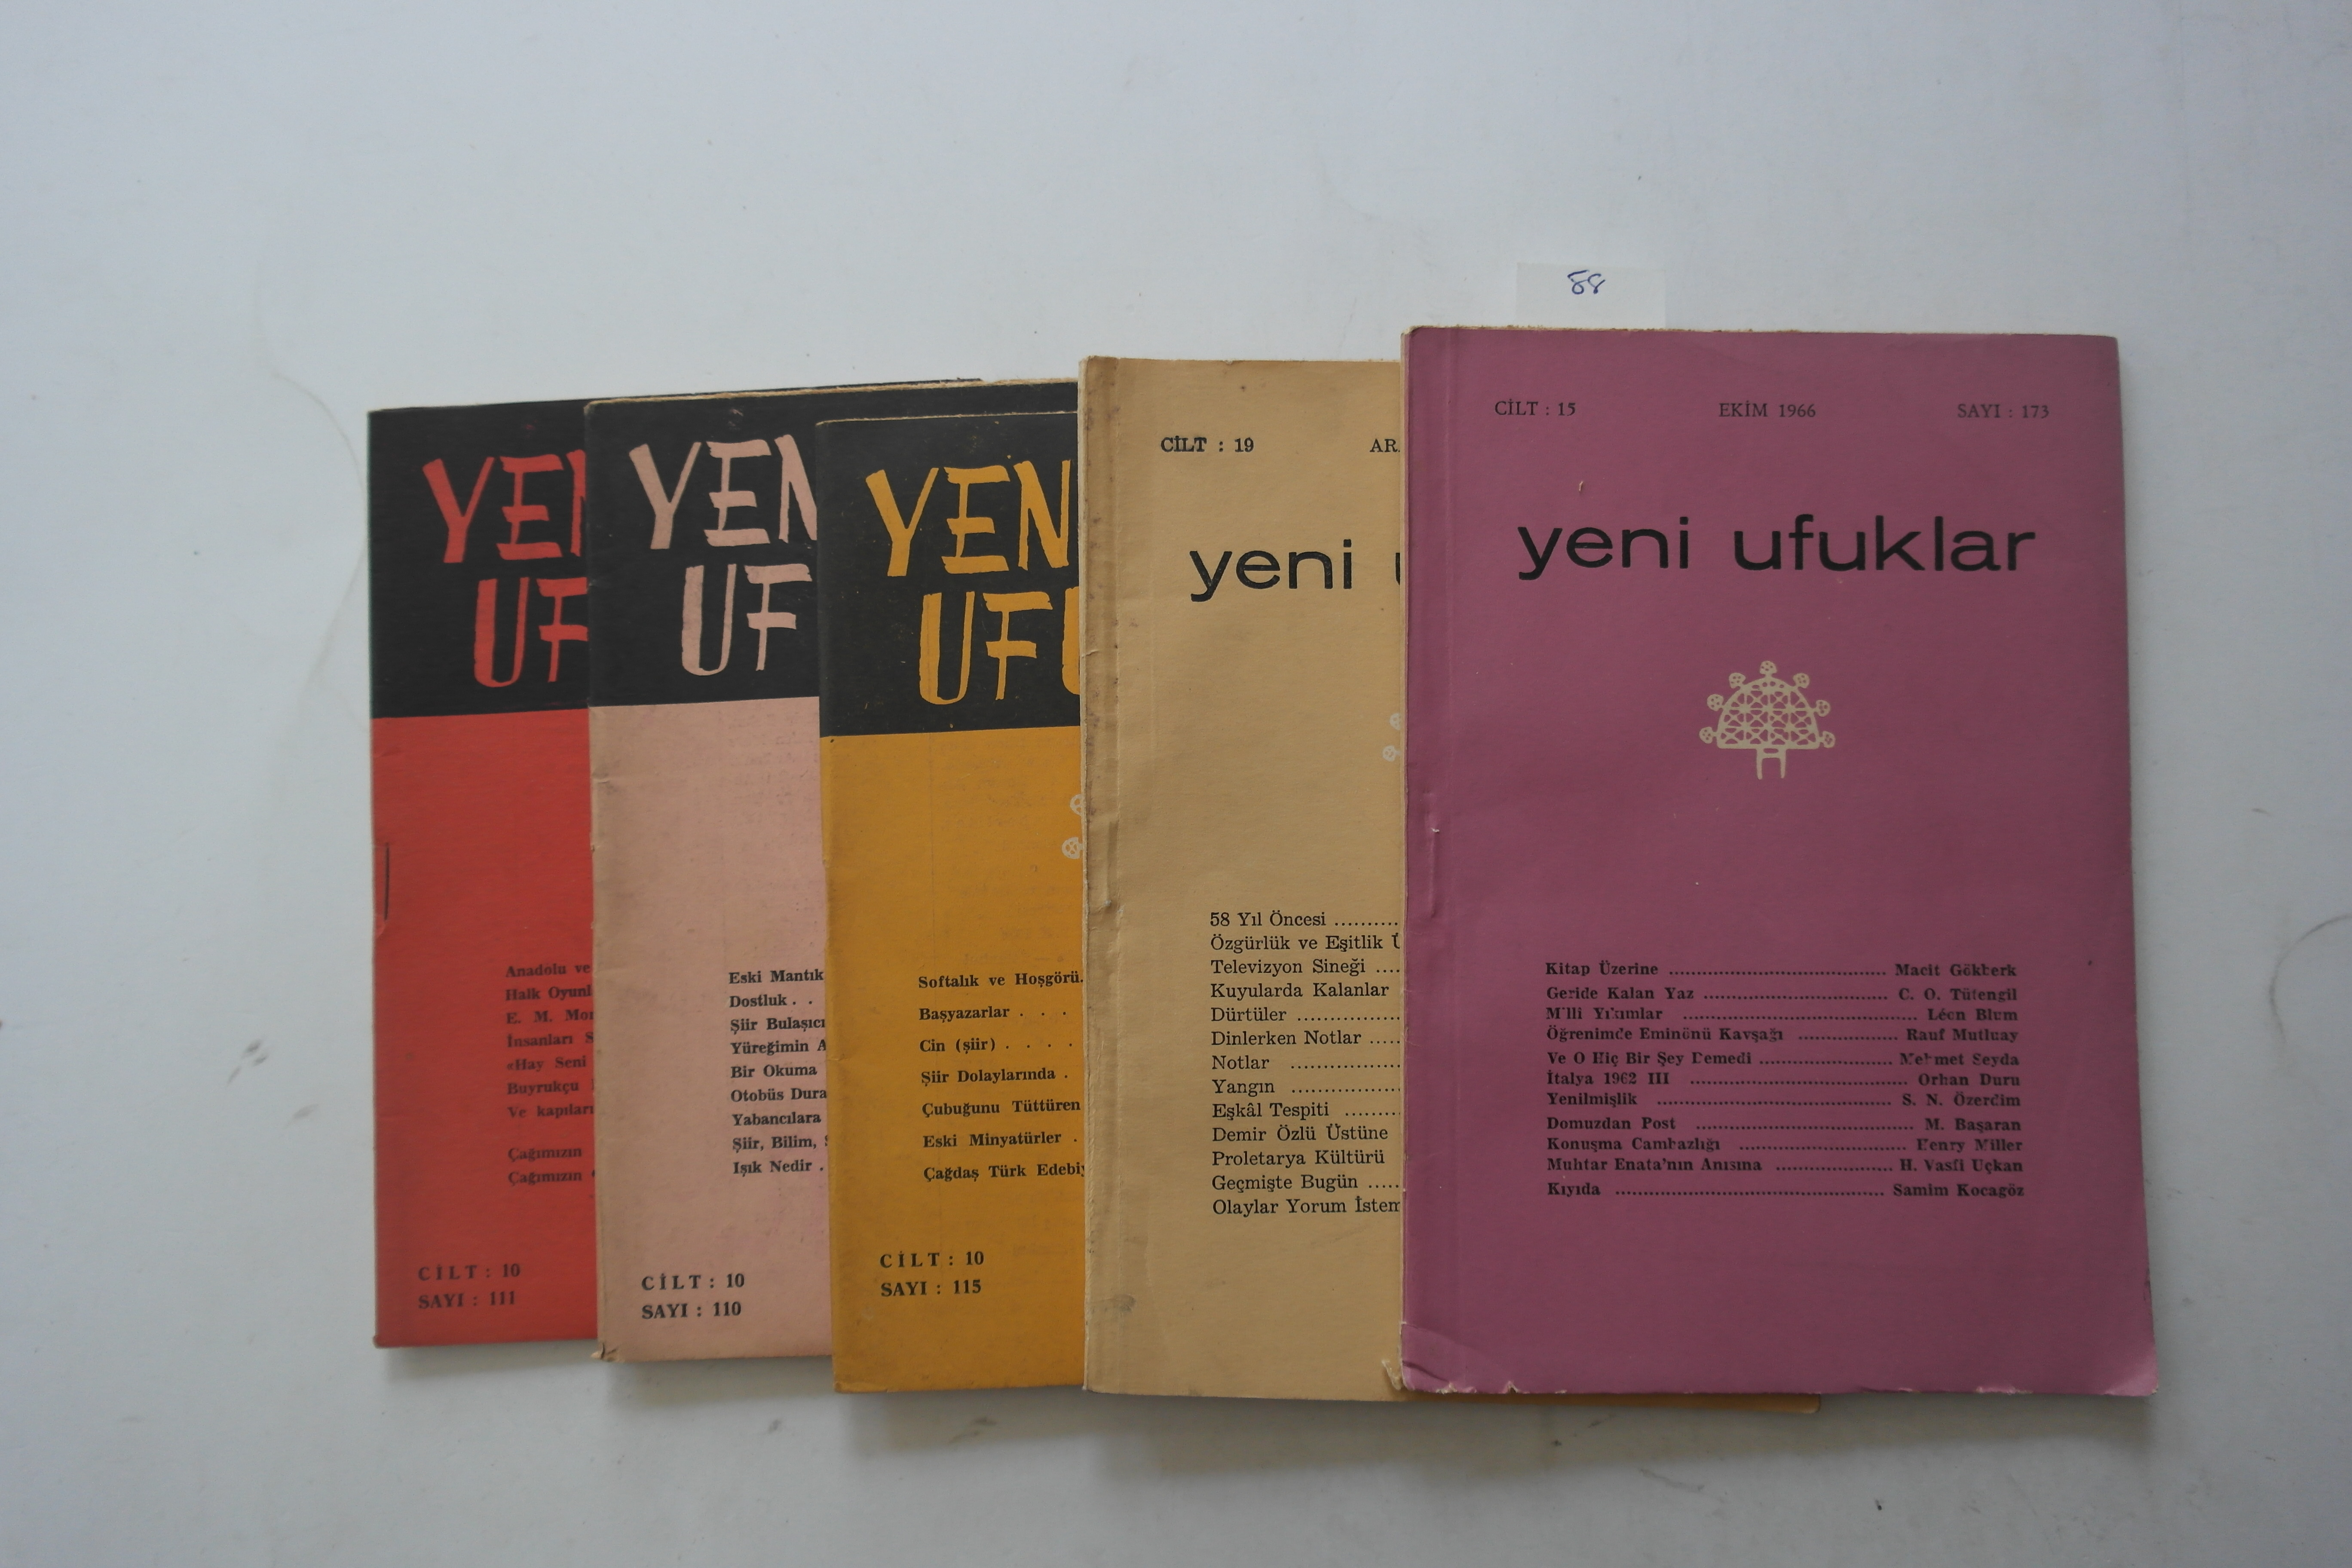 58
YENİ
UF
Anadolu ve
Halk Oyunl
E. M.
İnsanları
«Hay Seni
Buyrukçu
Ve kapıları
Çağımızın
Çağımızın
CİLT : 10
SAYI : 111
YEN
UF
Eski Mantık
Dostluk . .
Şiir Bulaşıcı
Yüreğimin A
Bir Okuma
Otobüs Dura
Yabancılara
Şiir, Bilim,
Işık Nedir .
CİLT : 10
SAYI : 110
YEN
UFU
Softalık ve Hoşgörü.
Başyazarlar . . .
Cin (şiir) . . . .
Şiir Dolaylarında .
Çubuğunu Tüttüren
Eski Minyatürler .
Çağdaş Türk Edebiy
CİLT : 10
SAYI : 115
CİLT : 19 AR
yeni u
58 Yıl Öncesi ..........
Özgürlük ve Eşitlik Ü
Televizyon Sineği ....
Kuyularda Kalanlar
Dürtüler ................
Dinlerken Notlar .....
Notlar .................
Yangın .................
Eşkâl Tespiti .........
Demir Özlü Üstüne
Proletarya Kültürü
Geçmişte Bugün .....
Olaylar Yorum İstem
CİLT : 15 EKİM 1966 SAYI : 173
yeni ufuklar
Kitap Üzerine ........................................ Macit Gökberk
Geride Kalan Yaz .................................. C. O. Tütengil
Milli Yıkımlar ........................................... Léon Blum
Öğrenimde Eminönü Kavşağı .................. Rauf Mutluay
Ve O Hiç Bir Şey Demedi ........................ Mehmet Seyda
İtalya 1962 III ........................................ Orhan Duru
Yenilmişlik ........................................... S. N. Özerdim
Domuzdan Post ................................... M. Başaran
Konuşma Cambazlığı .............................. Henry Miller
Muhtar Enata'nın Anısına ...................... H. Vasfi Uçkan
Kıyıda ................................................. Samim Kocagöz